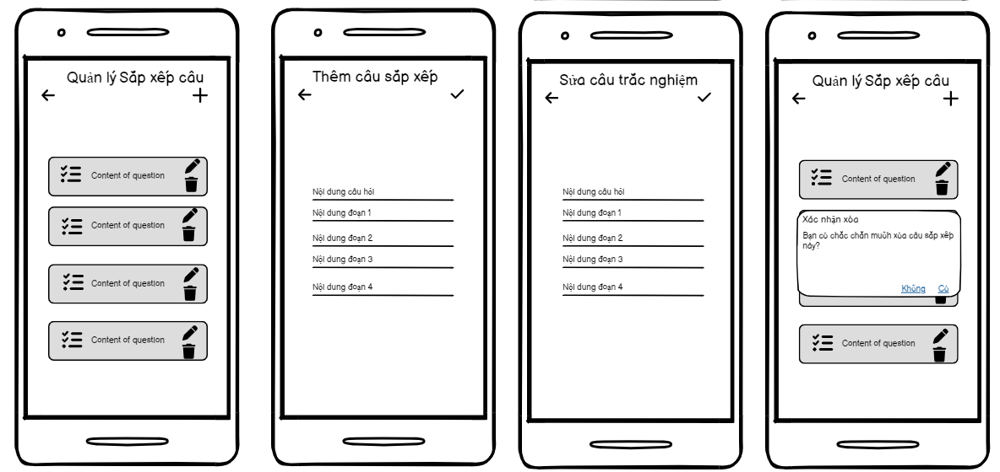 Quản lý Sắp xếp câu
Content of question
Content of question
Content of question
Content of question
Thêm câu sắp xếp
Nội dung câu hỏi
Nội dung đoạn 1
Nội dung đoạn 2
Nội dung đoạn 3
Nội dung đoạn 4
Sửa câu trắc nghiệm
Nội dung câu hỏi
Nội dung đoạn 1
Nội dung đoạn 2
Nội dung đoạn 3
Nội dung đoạn 4
Quản lý Sắp xếp câu
Content of question
Xác nhận xóa
Bạn có chắc chắn muốn xóa câu sắp xếp
này?
Không Có
Content of question